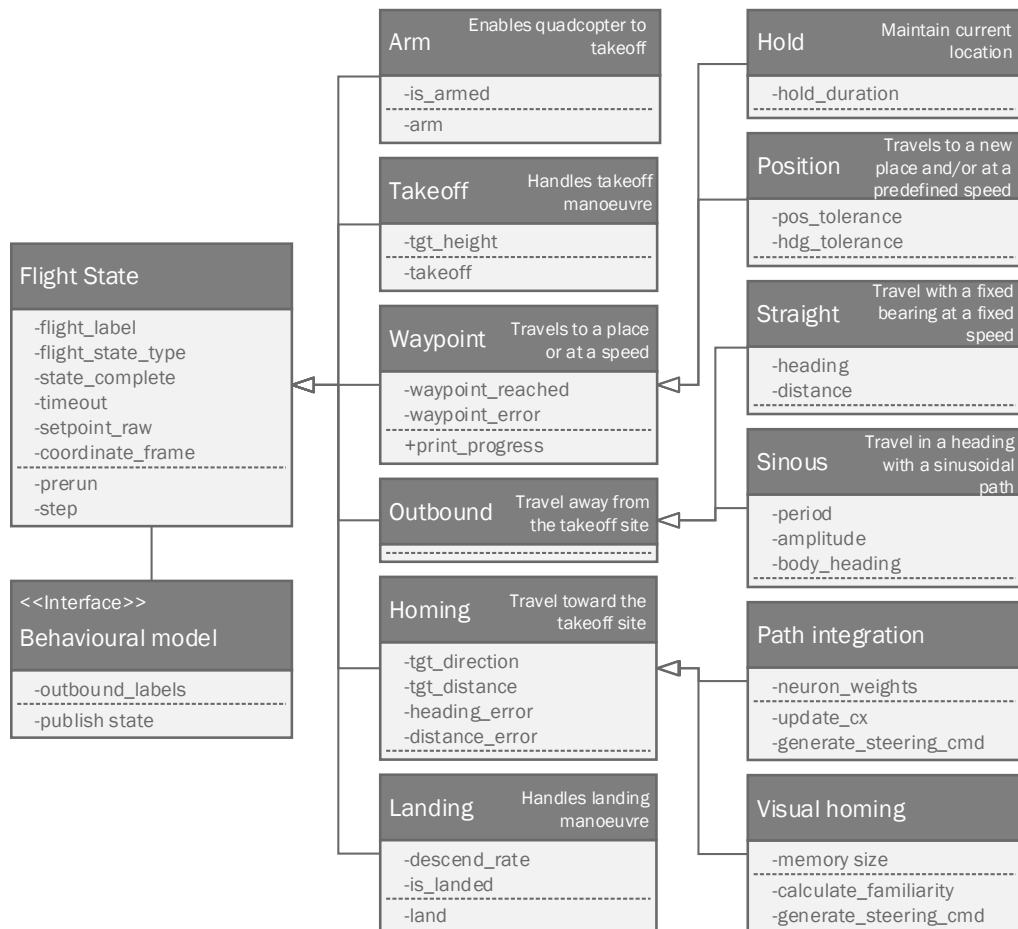 Flight State
-flight_label
-flight_state_type
-state_complete
-timeout
-setpoint_raw
-coordinate_frame
-prerun
-step
<<Interface>>
Behavioural model
-outbound_labels
-publish state
Arm
Enables quadcopter to
takeoff
-is_armed
-arm
Takeoff
Handles takeoff
manoeuvre
-tgt_height
-takeoff
Waypoint
Travels to a place
or at a speed
-waypoint_reached
-waypoint_error
+print_progress
Outbound
Travel away from
the takeoff site
Homing
Travel toward the
takeoff site
-tgt_direction
-tgt_distance
-heading_error
-distance_error
Landing
Handles landing
manoeuvre
-descend_rate
-is_landed
-land
Hold
Maintain current
location
-hold_duration
Position
Travels to a new
place and/or at a
predefined speed
-pos_tolerance
-hdg_tolerance
Straight
Travel with a fixed
bearing at a fixed
speed
-heading
-distance
Sinous
Travel in a heading
with a sinusoidal
path
-period
-amplitude
-body_heading
Path integration
-neuron_weights
-update_cx
-generate_steering_cmd
Visual homing
-memory size
-calculate_familiarity
-generate_steering_cmd